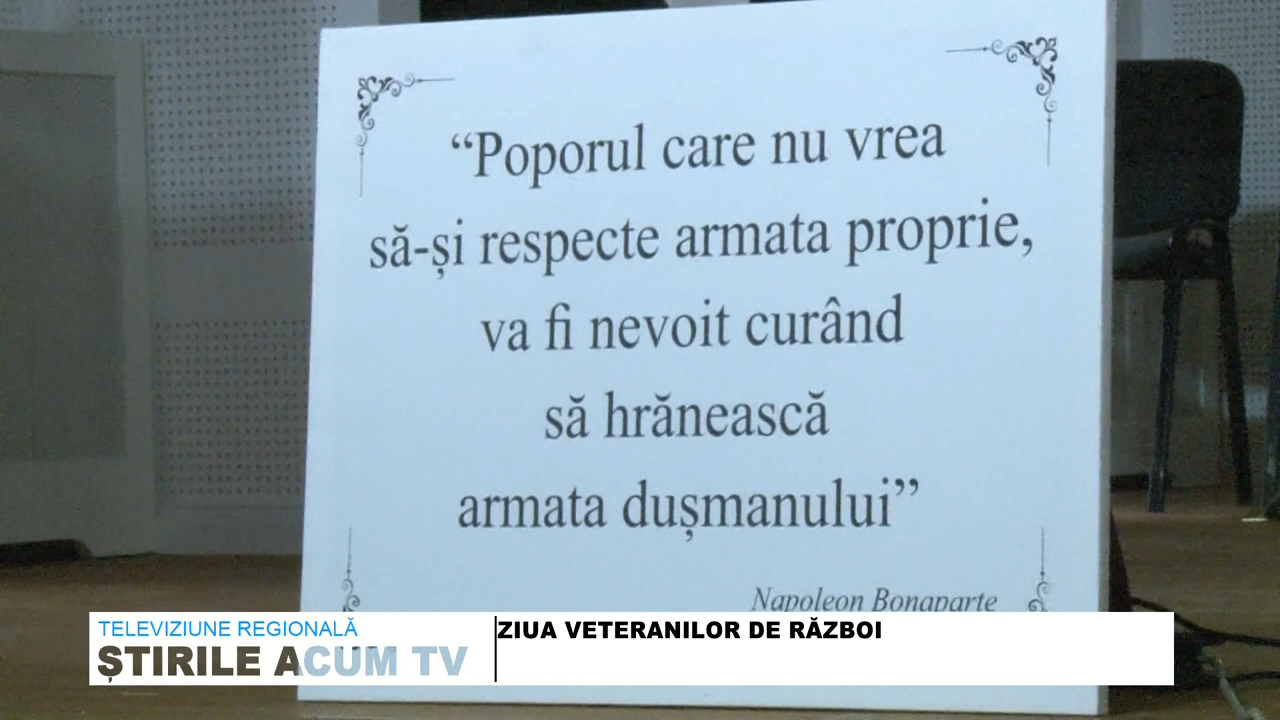 “Poporul care nu vrea
să-și respecte armata proprie,
va fi nevoit curând
să hrănească
armata dușmanului”
Napoleon Bonaparte
TELEVIZIUNE REGIONALĂ
ȘTIRILE ACUM TV
ZIUA VETERANILOR DE RĂZBOI